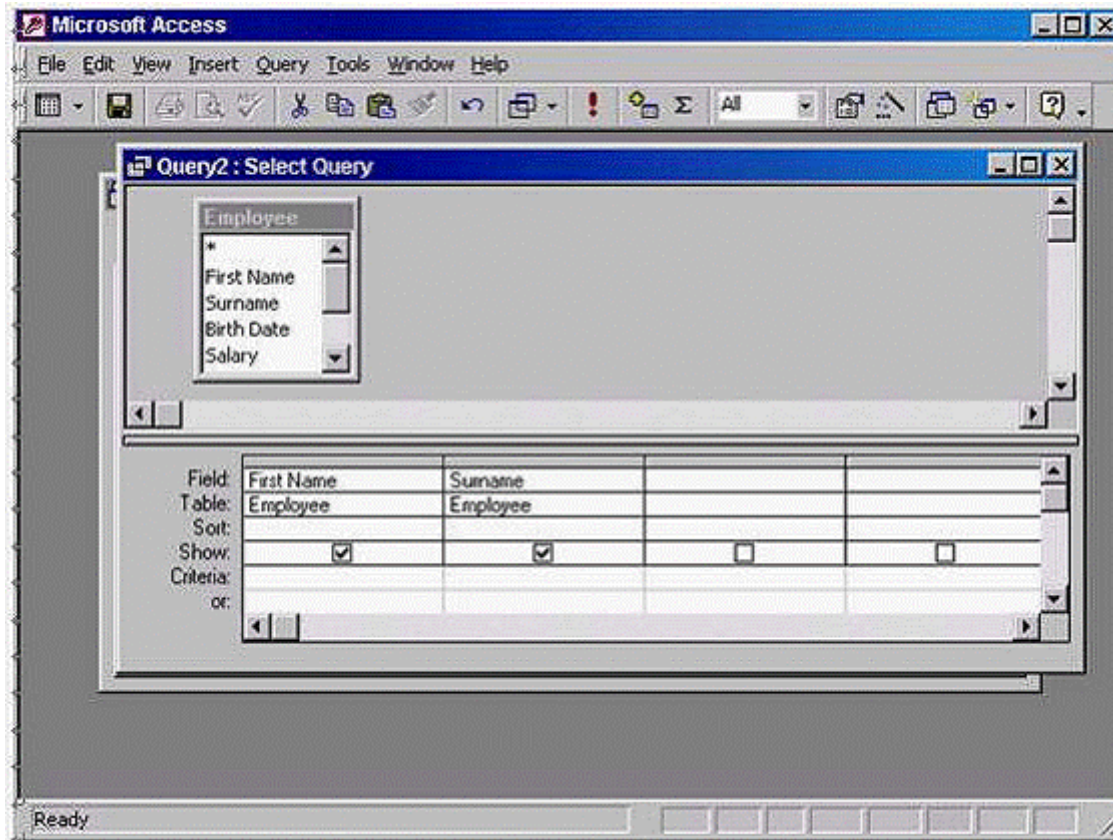 Microsoft Access
File Edit View Insert Query Tools Window Help
All
Query2 : Select Query
Employee
*
First Name
Surname
Birth Date
Salary
Field: First Name Surname
Table: Employee Employee
Sort:
Show:
Criteria:
or:
Ready